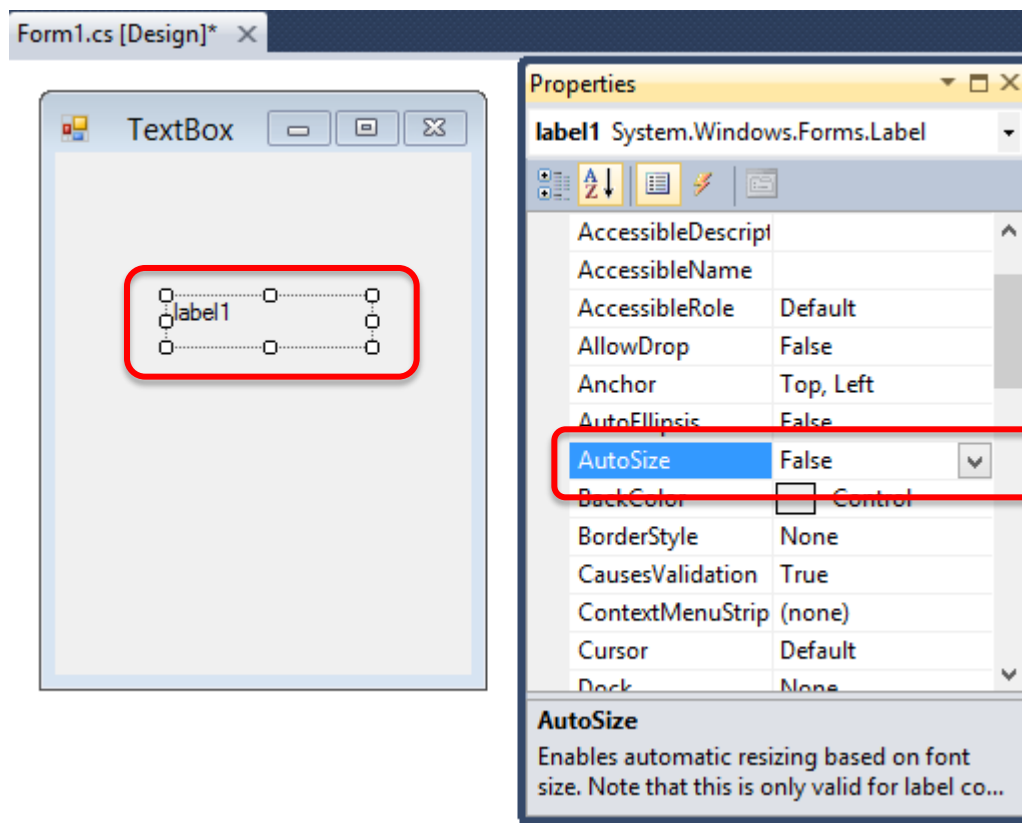 Form1.cs [Design]*
TextBox
label1
Properties
label1 System.Windows.Forms.Label
AccessibleDescript
AccessibleName
AccessibleRole Default
AllowDrop False
Anchor Top, Left
AutoEllipsis False
AutoSize False
BackColor Control
BorderStyle None
CausesValidation True
ContextMenuStrip (none)
Cursor Default
Dock None
AutoSize
Enables automatic resizing based on font
size. Note that this is only valid for label co...